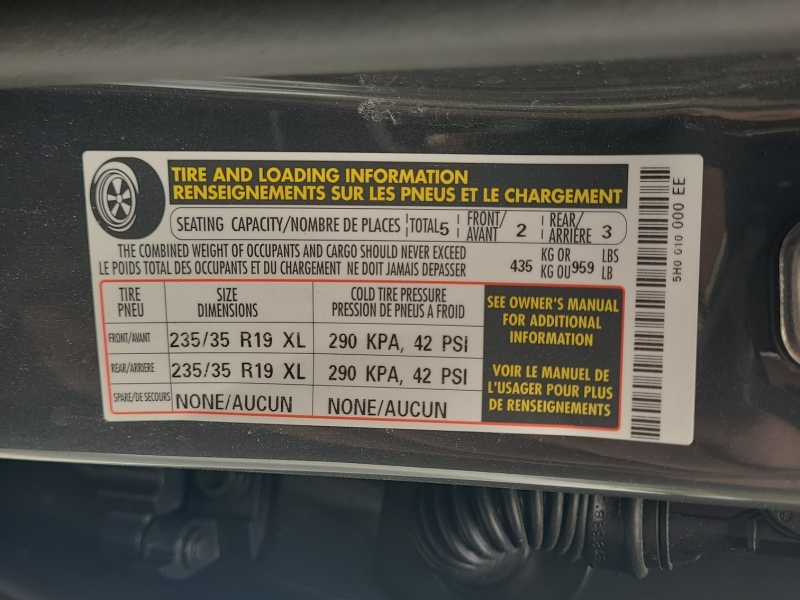 TIRE AND LOADING INFORMATION
RENSEIGNEMENTS SUR LES PNEUS ET LE CHARGEMENT
SEATING CAPACITY/NOMBRE DE PLACES TOTAL 5 FRONT/AVANT 2 REAR/ARRIÈRE 3
THE COMBINED WEIGHT OF OCCUPANTS AND CARGO SHOULD NEVER EXCEED 435 KG OR 959 LBS
LE POIDS TOTAL DES OCCUPANTS ET DU CHARGEMENT NE DOIT JAMAIS DEPASSER KG OU LB
TIRE PNEU SIZE DIMENSIONS COLD TIRE PRESSURE PRESSION DE PNEUS A FROID
FRONT/AVANT 235/35 R19 XL 290 KPA, 42 PSI
REAR/ARRIERE 235/35 R19 XL 290 KPA, 42 PSI
SPARE/DE SECOURS NONE/AUCUN NONE/AUCUN
SEE OWNER'S MANUAL
FOR ADDITIONAL
INFORMATION
VOIR LE MANUEL DE
L'USAGER POUR PLUS
DE RENSEIGNEMENTS
5H0 010 000 EE